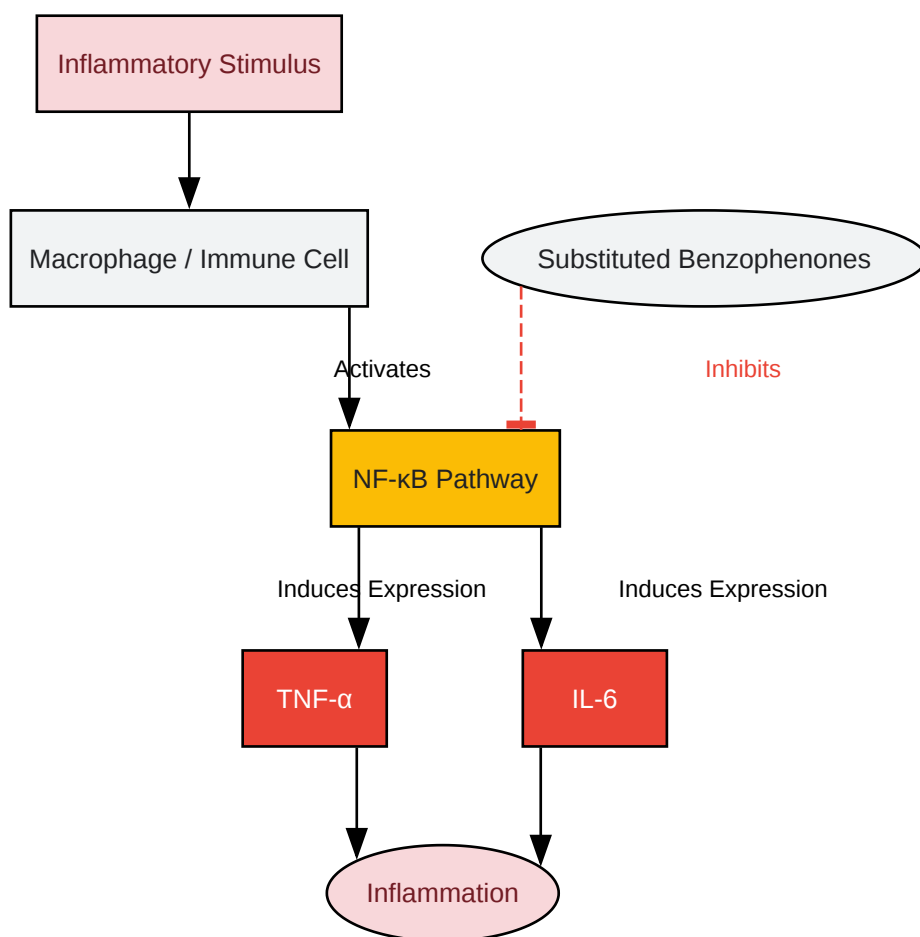 Inflammatory Stimulus
Macrophage / Immune Cell
Substituted Benzophenones
Activates
Inhibits
NF-κB Pathway
Induces Expression
Induces Expression
TNF-α
IL-6
Inflammation